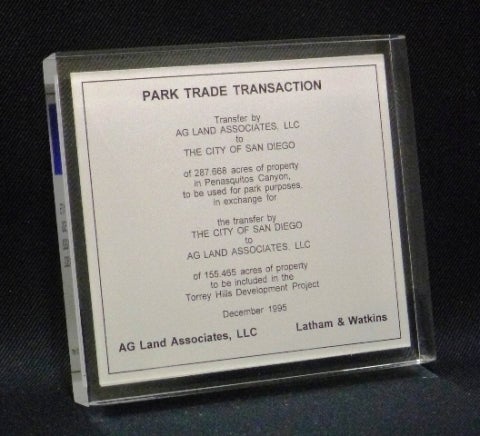 PARK TRADE TRANSACTION
Transfer by
AG LAND ASSOCIATES, LLC
to
THE CITY OF SAN DIEGO
of 287.668 acres of property
in Penasquitos Canyon,
to be used for park purposes,
in exchange for
the transfer by
THE CITY OF SAN DIEGO
to
AG LAND ASSOCIATES, LLC
of 155.465 acres of property
to be included in the
Torrey Hills Development Project
December 1995
AG Land Associates, LLC
Latham & Watkins